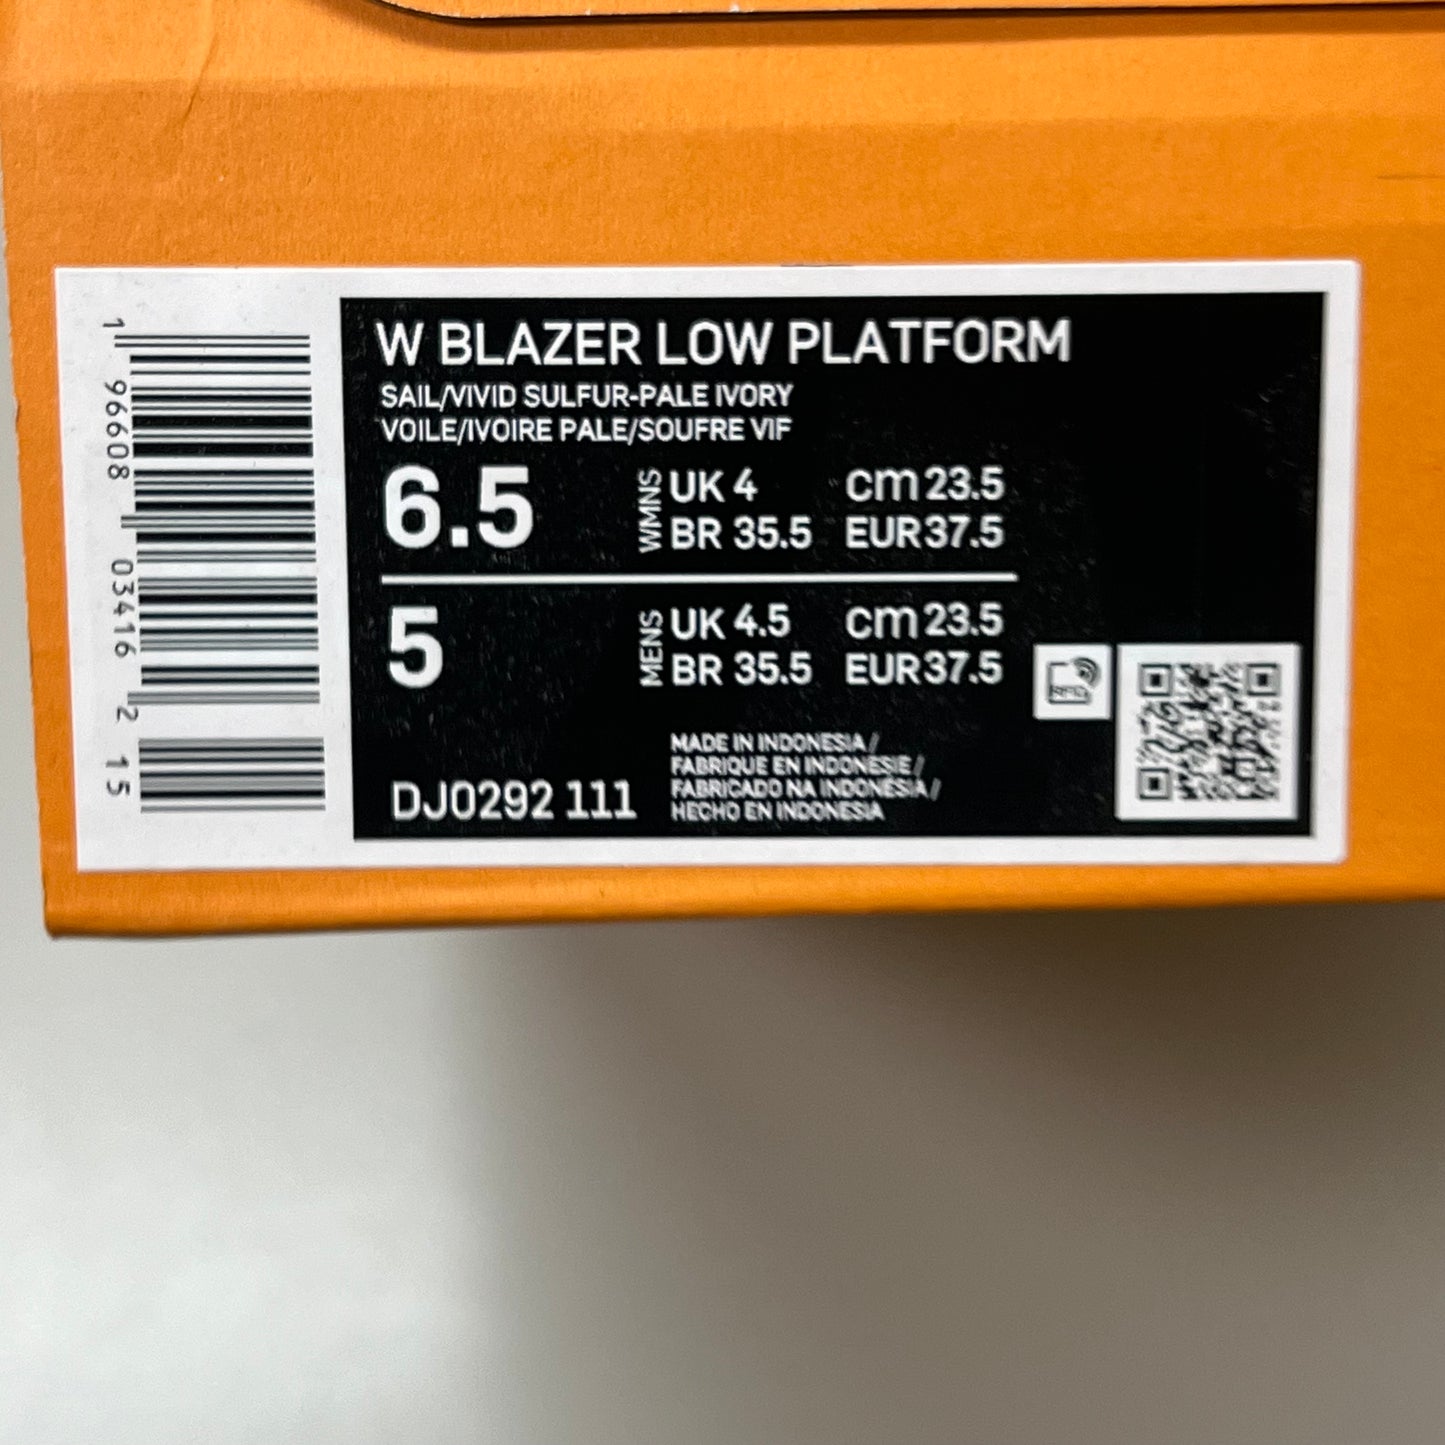 W BLAZER LOW PLATFORM
SAIL/VIVID SULFUR-PALE IVORY
VOILE/IVOIRE PALE/SOUFRE VIF
6.5 WMNS UK 4 cm 23.5
BR 35.5 EUR 37.5
5 MENS UK 4.5 cm 23.5
BR 35.5 EUR 37.5
RFID
MADE IN INDONESIA /
FABRIQUE EN INDONESIE /
FABRICADO NA INDONESIA /
HECHO EN INDONESIA
DJ0292 111
1 96608 03416 2 15